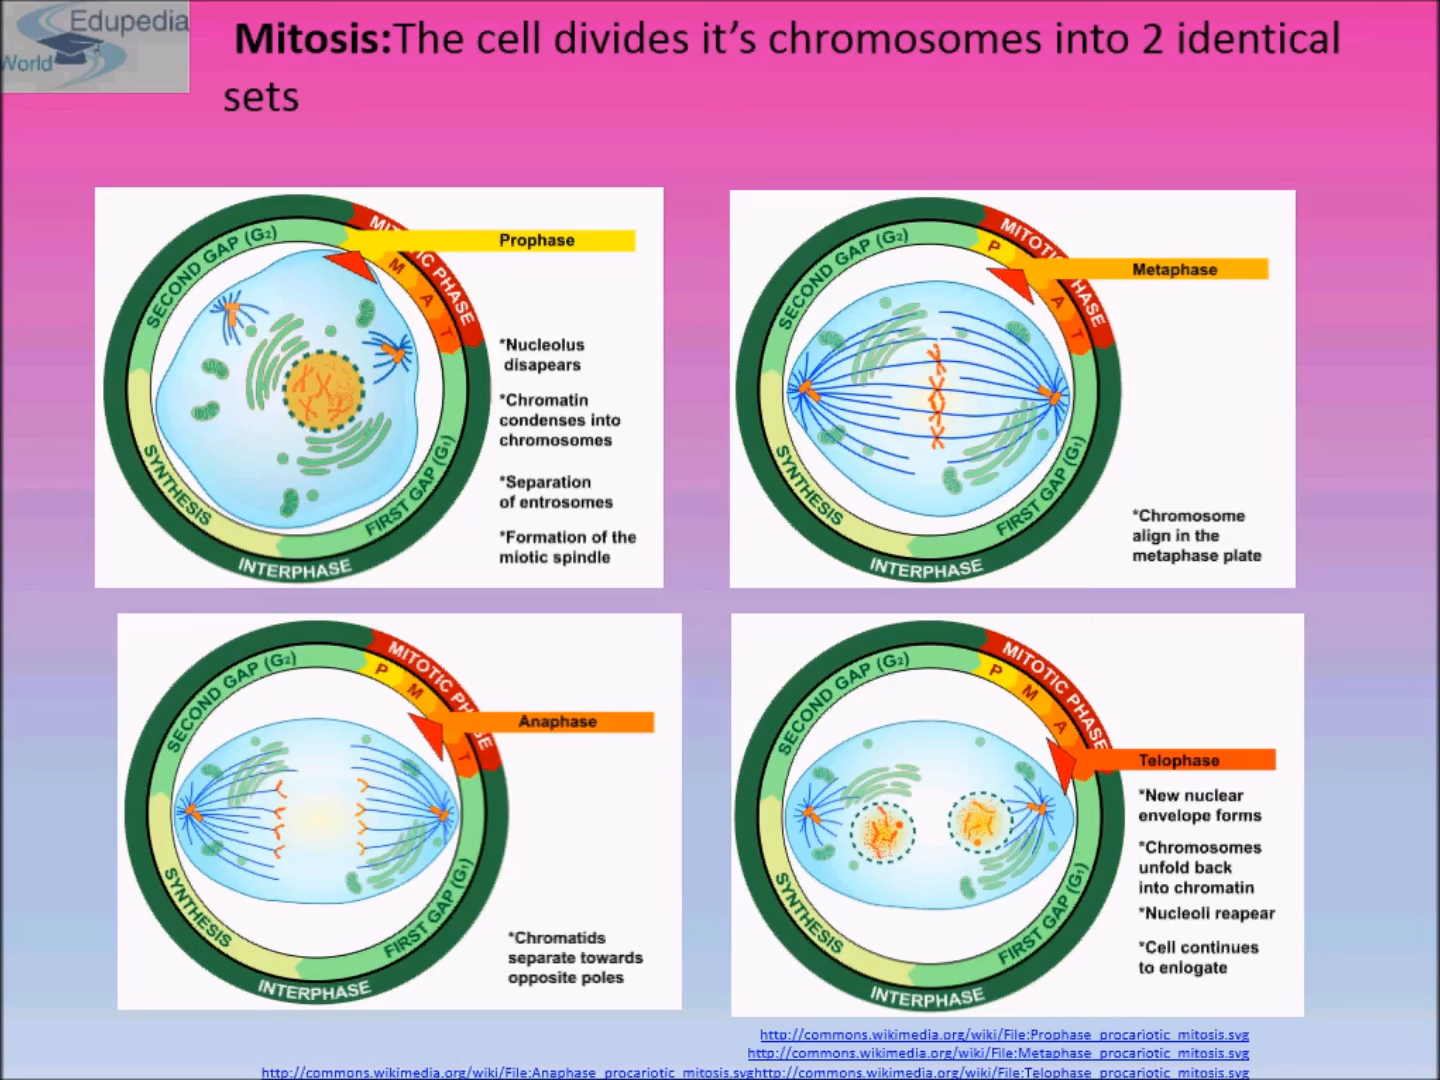 Edupedia
World
Mitosis:The cell divides it’s chromosomes into 2 identical
sets
SECOND GAP (G2)
MITOTIC PHASE
Prophase
M
A
T
*Nucleolus
disapears
*Chromatin
condenses into
chromosomes
*Separation
of entrosomes
*Formation of the
miotic spindle
SYNTHESIS
FIRST GAP (G1)
INTERPHASE
SECOND GAP (G2)
MITOTIC PHASE
P
Metaphase
A
T
*Chromosome
align in the
metaphase plate
SYNTHESIS
FIRST GAP (G1)
INTERPHASE
SECOND GAP (G2)
MITOTIC PHASE
P
M
Anaphase
T
*Chromatids
separate towards
opposite poles
SYNTHESIS
FIRST GAP (G1)
INTERPHASE
SECOND GAP (G2)
MITOTIC PHASE
P
M
A
Telophase
*New nuclear
envelope forms
*Chromosomes
unfold back
into chromatin
*Nucleoli reapear
*Cell continues
to enlogate
SYNTHESIS
FIRST GAP (G1)
INTERPHASE
http://commons.wikimedia.org/wiki/File:Prophase_procariotic_mitosis.svg
http://commons.wikimedia.org/wiki/File:Metaphase_procariotic_mitosis.svg
http://commons.wikimedia.org/wiki/File:Anaphase_procariotic_mitosis.svghttp://commons.wikimedia.org/wiki/File:Telophase_procariotic_mitosis.svg